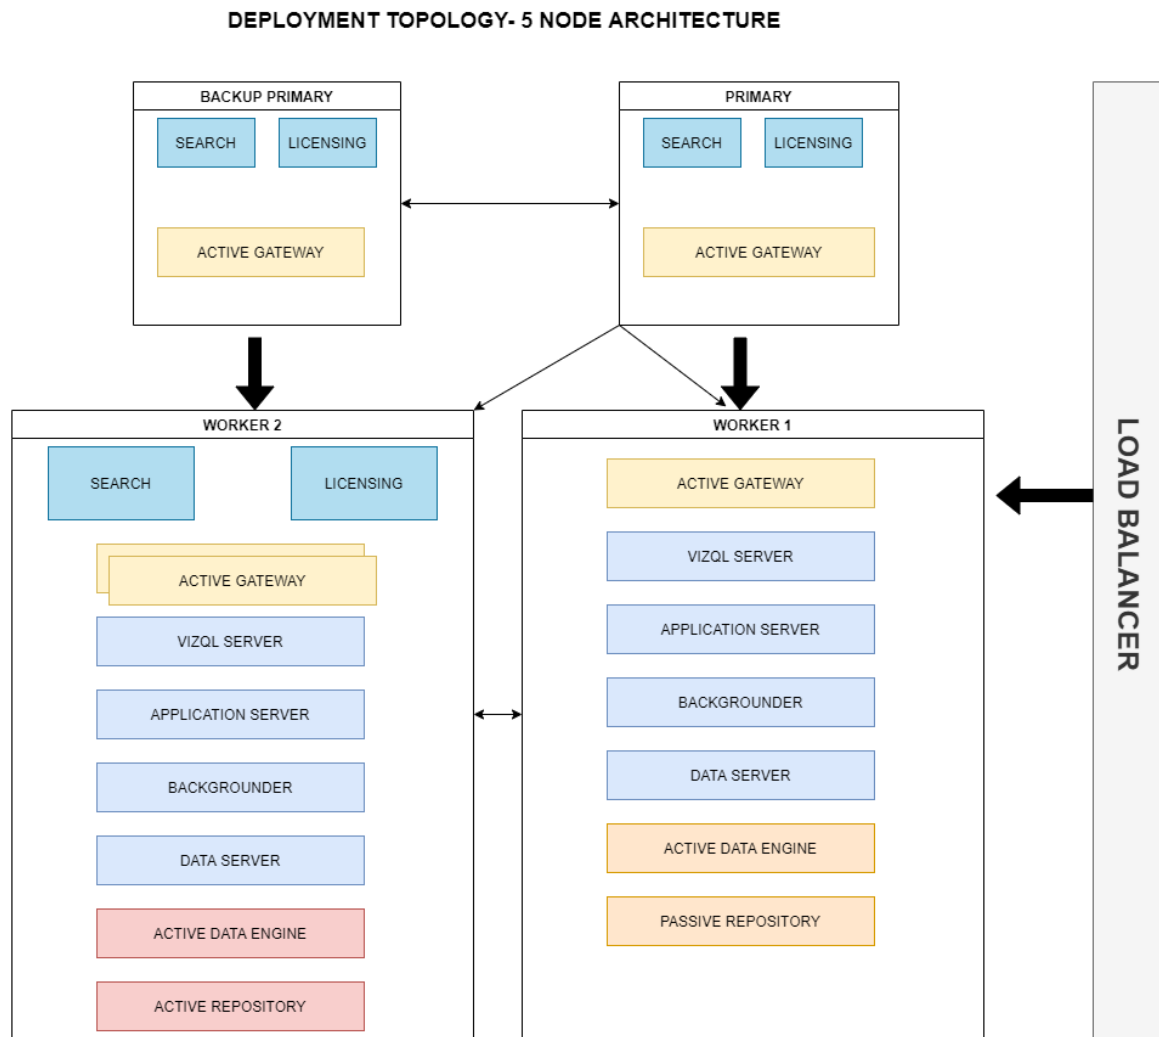 DEPLOYMENT TOPOLOGY- 5 NODE ARCHITECTURE
BACKUP PRIMARY
SEARCH
LICENSING
ACTIVE GATEWAY
PRIMARY
SEARCH
LICENSING
ACTIVE GATEWAY
WORKER 2
SEARCH
LICENSING
ACTIVE GATEWAY
VIZQL SERVER
APPLICATION SERVER
BACKGROUNDER
DATA SERVER
ACTIVE DATA ENGINE
ACTIVE REPOSITORY
WORKER 1
ACTIVE GATEWAY
VIZQL SERVER
APPLICATION SERVER
BACKGROUNDER
DATA SERVER
ACTIVE DATA ENGINE
PASSIVE REPOSITORY
LOAD BALANCER